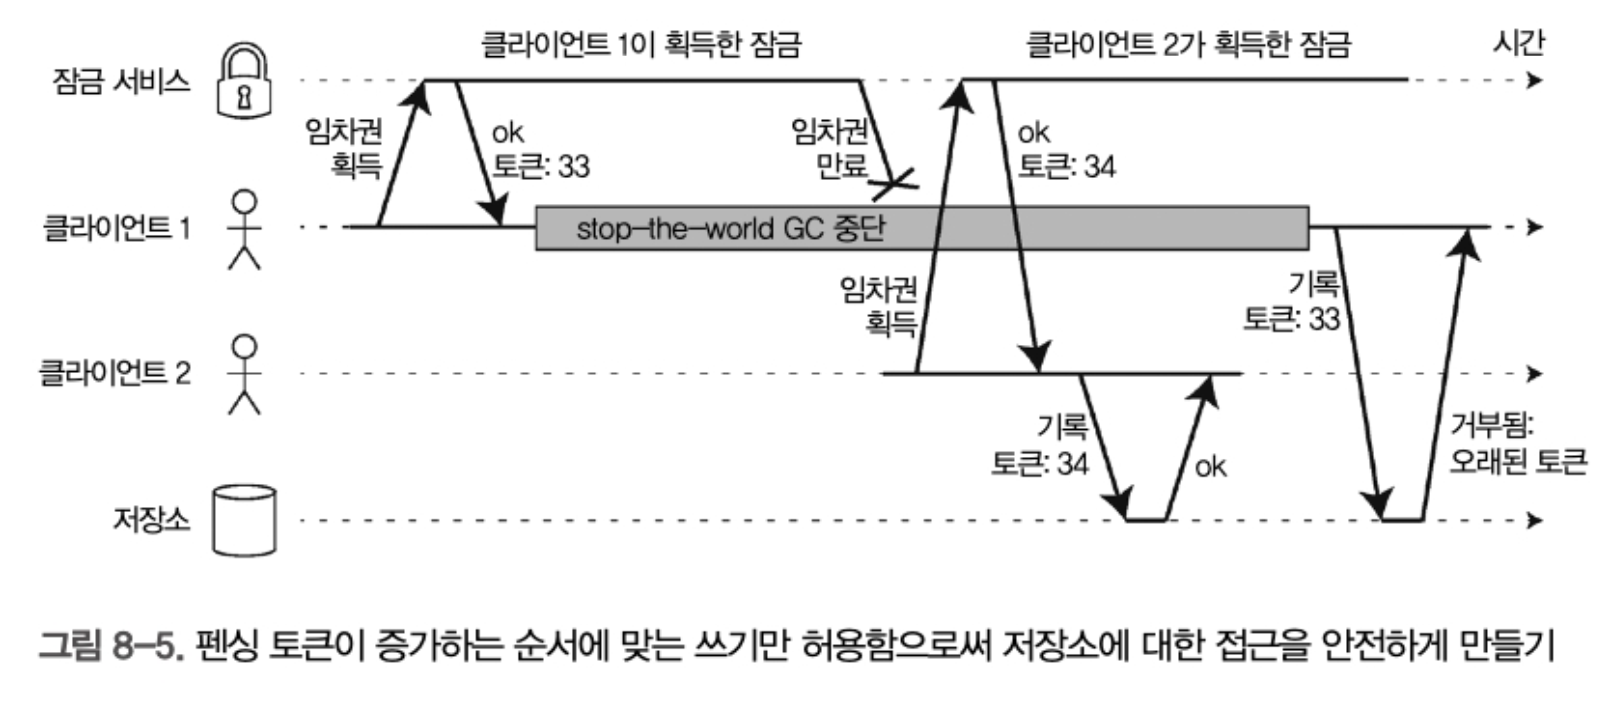 클라이언트 1이 획득한 잠금
클라이언트 2가 획득한 잠금
시간
잠금 서비스
임차권
획득
ok
토큰: 33
임차권
만료
ok
토큰: 34
클라이언트 1
stop-the-world GC 중단
임차권
획득
기록
토큰: 33
클라이언트 2
기록
토큰: 34
ok
거부됨:
오래된 토큰
저장소
그림 8-5. 펜싱 토큰이 증가하는 순서에 맞는 쓰기만 허용함으로써 저장소에 대한 접근을 안전하게 만들기